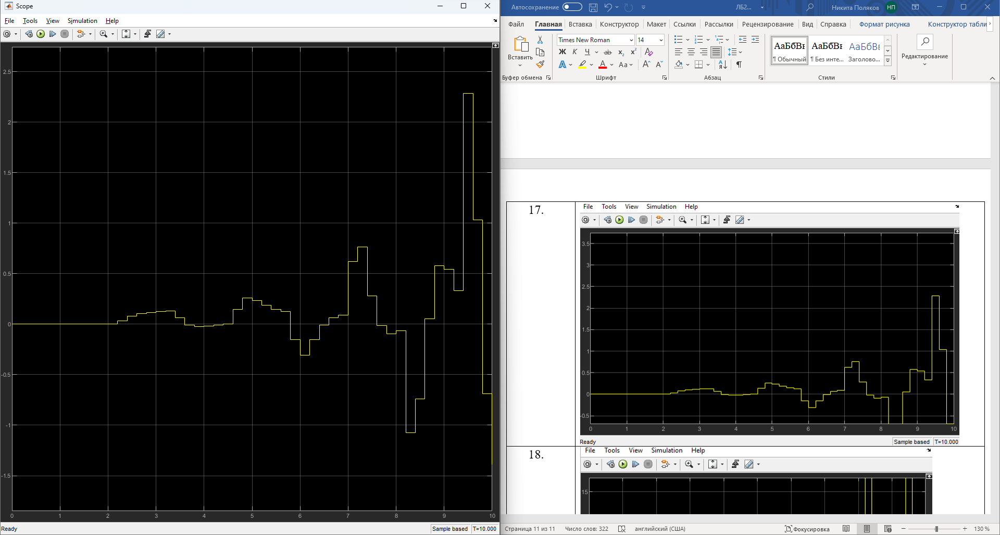 Scope
File Tools View Simulation Help
2.5
2
1.5
1
0.5
0
-0.5
-1
-1.5
0 1 2 3 4 5 6 7 8 9 10
Ready
Sample based T=10.000
Автосохранение ЛБ2... Никита Поляков НП
Файл Главная Вставка Конструктор Макет Ссылки Рассылки Рецензирование Вид Справка Формат рисунка Конструктор табли
Вставить
Times New Roman 14
Ж К Ч ab x₂ x²
A A Aa A A
АаБбВв АаБбВв АаБбВв
¶ Обычный ¶ Без инте... Заголово...
Редактирование
Буфер обмена Шрифт Абзац Стили
17.
File Tools View Simulation Help
3.5
3
2.5
2
1.5
1
0.5
0
-0.5
0 1 2 3 4 5 6 7 8 9 10
Ready
Sample based T=10.000
18.
File Tools View Simulation Help
15
Страница 11 из 11 Число слов: 322 английский (США) Фокусировка 130 %